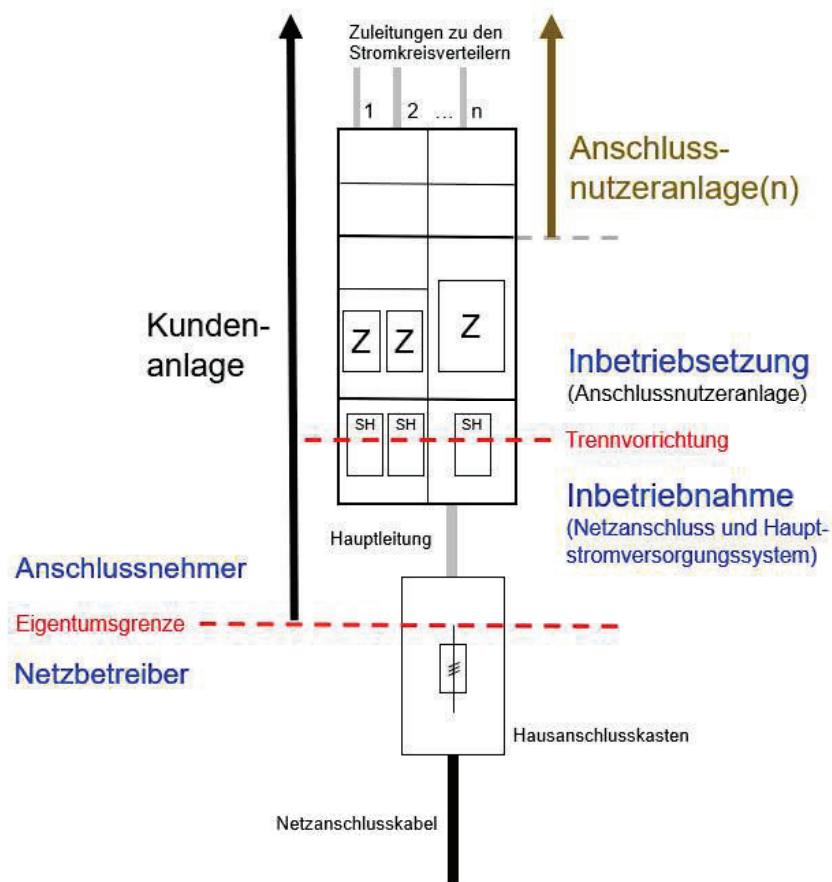 Zuleitungen zu den
Stromkreisverteilern
1 2 ... n
Anschluss-
nutzeranlage(n)
Kunden-
anlage
Z Z Z
Inbetriebsetzung
(Anschlussnutzeranlage)
SH SH SH
Trennvorrichtung
Inbetriebnahme
(Netzanschluss und Haupt-
stromversorgungssystem)
Hauptleitung
Anschlussnehmer
Eigentumsgrenze
Netzbetreiber
Hausanschlusskasten
Netzanschlusskabel